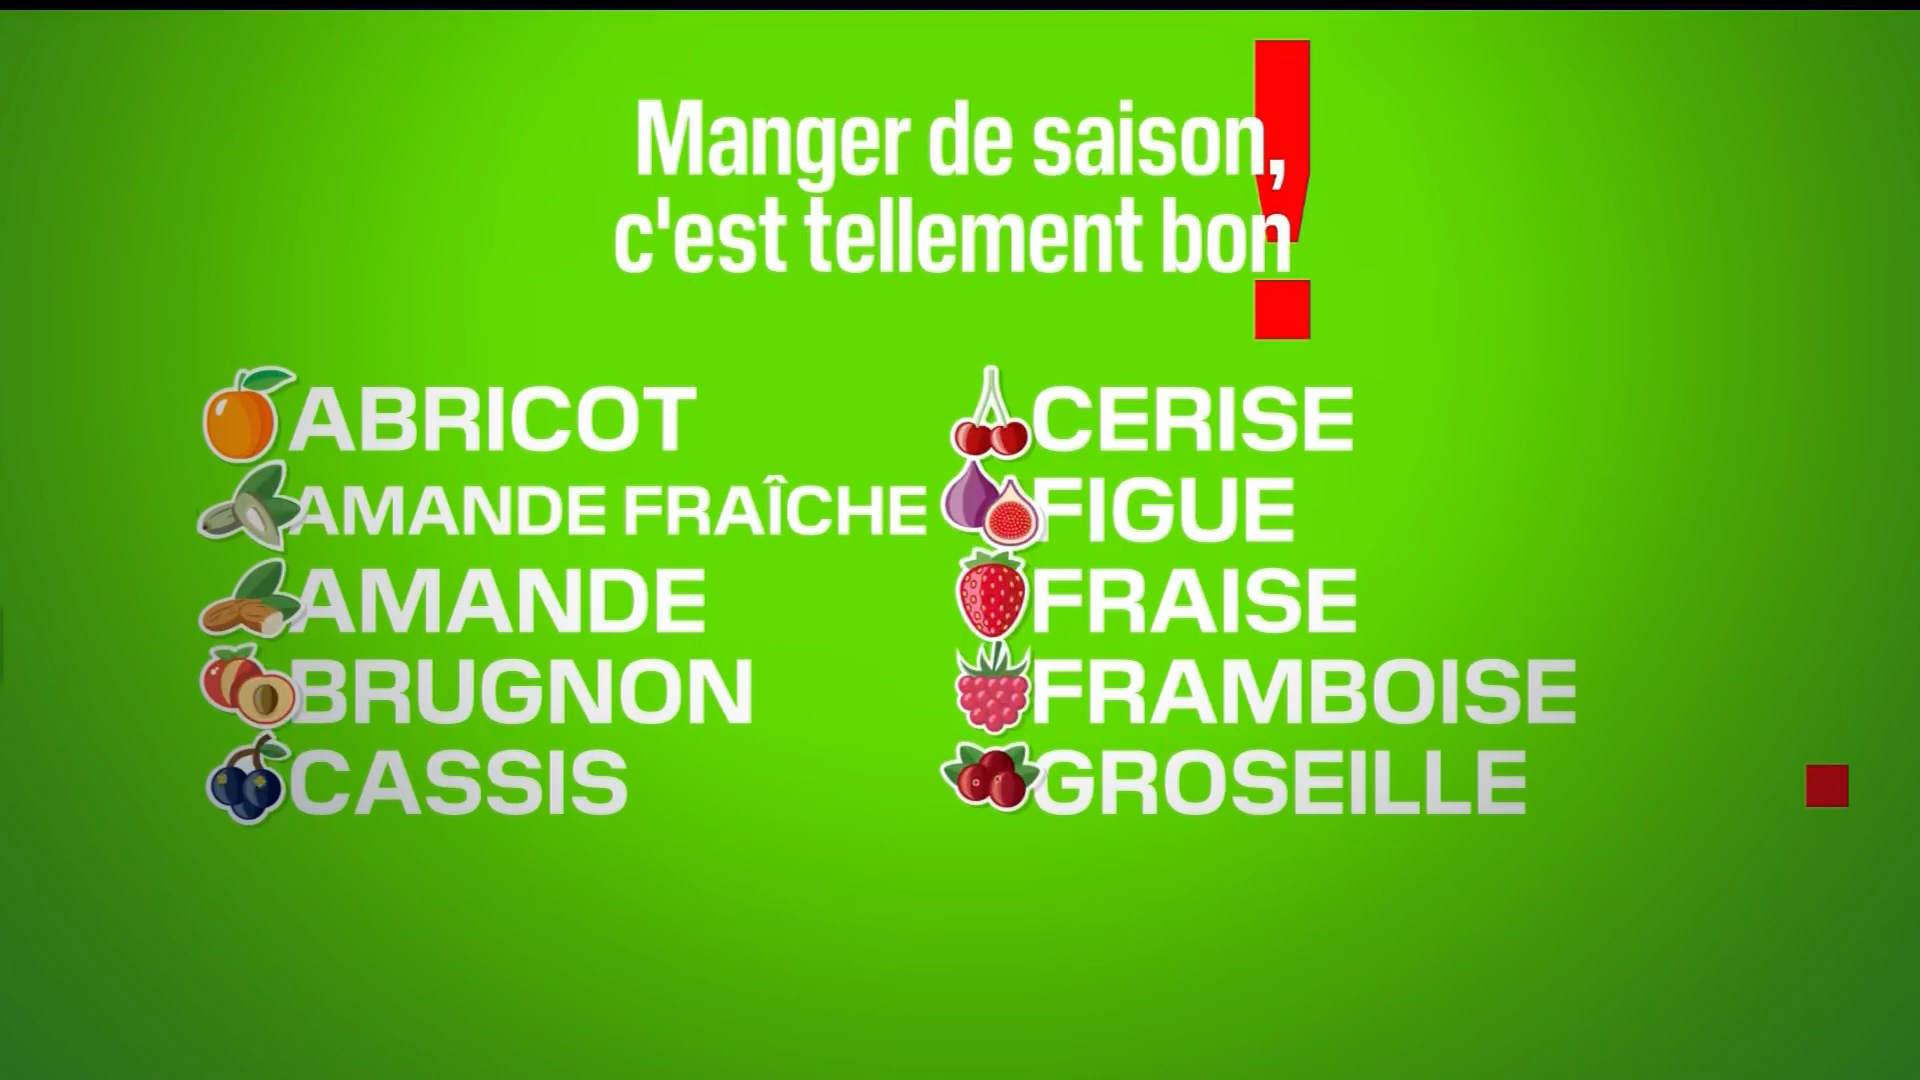 Manger de saison,
c'est tellement bon!
ABRICOT
AMANDE FRAÎCHE
AMANDE
BRUGNON
CASSIS
CERISE
FIGUE
FRAISE
FRAMBOISE
GROSEILLE